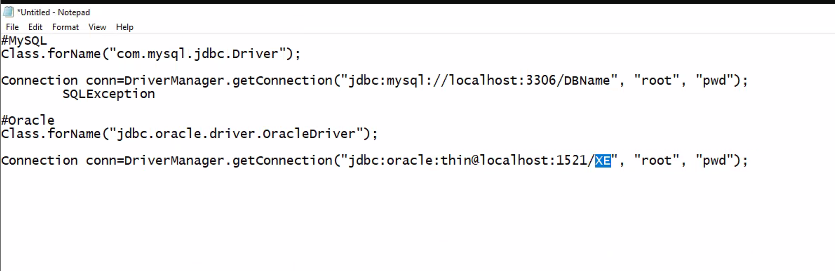 *Untitled - Notepad
File Edit Format View Help
#MySQL
Class.forName("com.mysql.jdbc.Driver");
Connection conn=DriverManager.getConnection("jdbc:mysql://localhost:3306/DBName", "root", "pwd");
SQLException
#Oracle
Class.forName("jdbc.oracle.driver.OracleDriver");
Connection conn=DriverManager.getConnection("jdbc:oracle:thin@localhost:1521/XE", "root", "pwd");